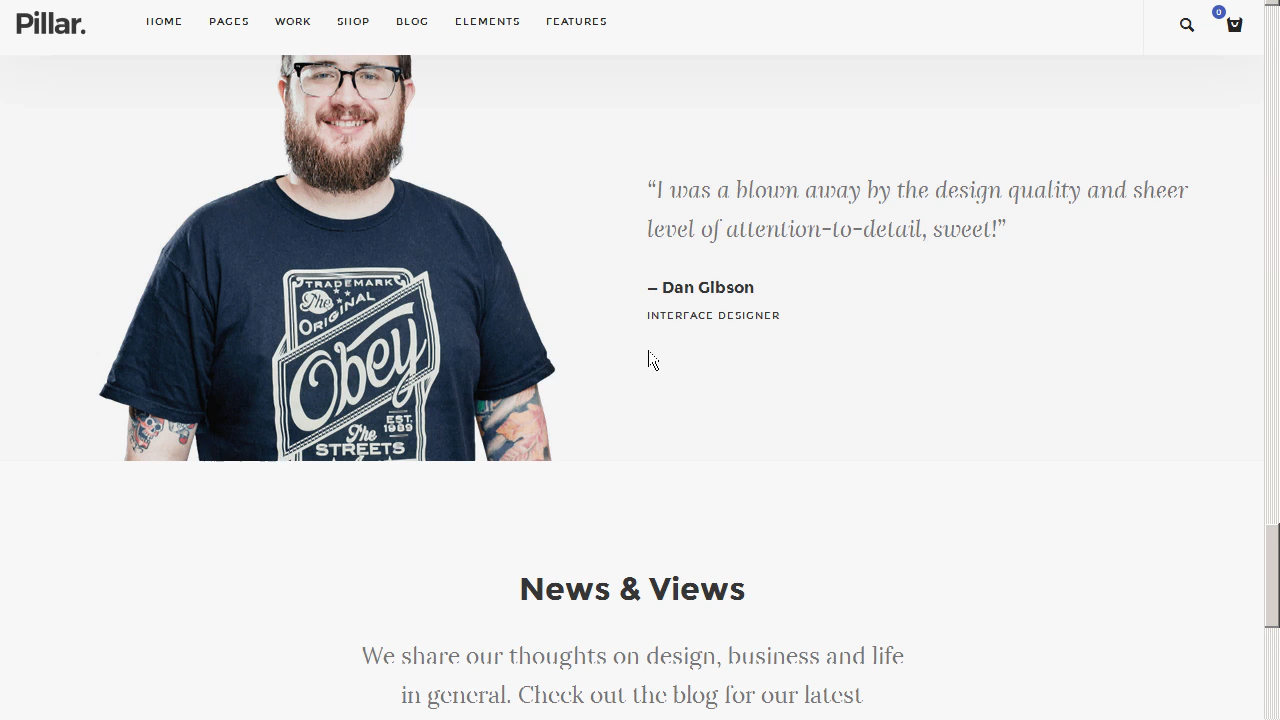 Pillar.
HOME PAGES WORK SHOP BLOG ELEMENTS FEATURES
0
TRADEMARK
The
ORIGINAL
Obey
EST.
1989
The
STREETS
“I was a blown away by the design quality and sheer
level of attention-to-detail, sweet!”
– Dan Gibson
INTERFACE DESIGNER
News & Views
We share our thoughts on design, business and life
in general. Check out the blog for our latest